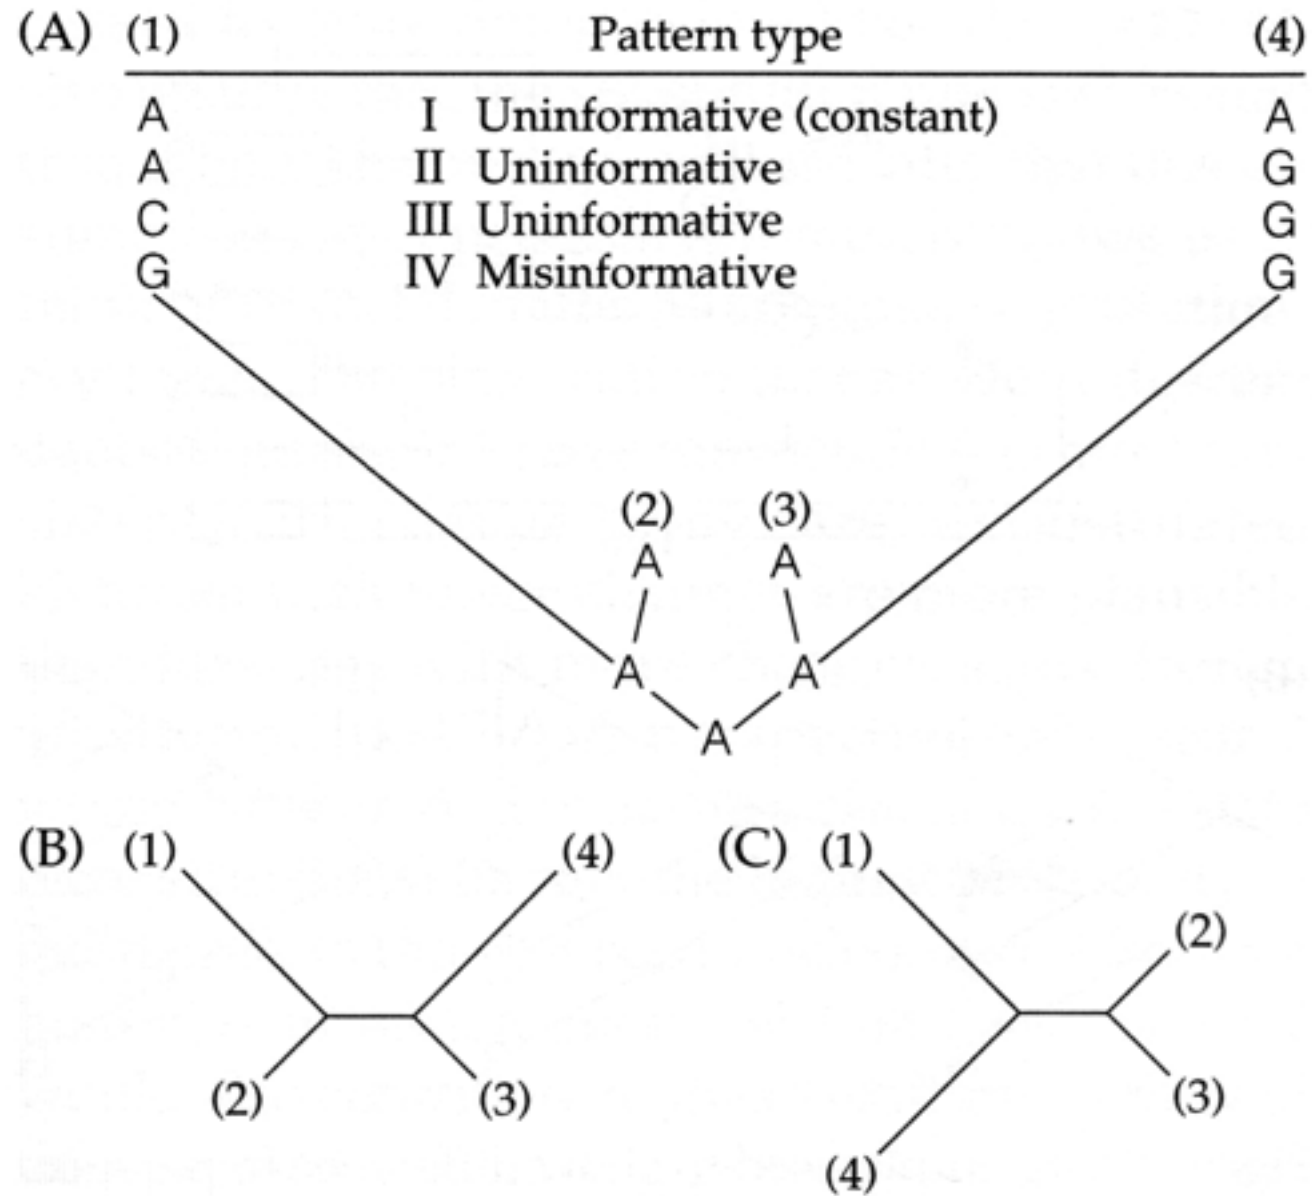 (A) (1) Pattern type (4)
A I Uninformative (constant) A
A II Uninformative G
C III Uninformative G
G IV Misinformative G
(2) (3)
A A
A A
A
(B) (1) (4) (C) (1)
(2)
(2) (3) (3)
(4)